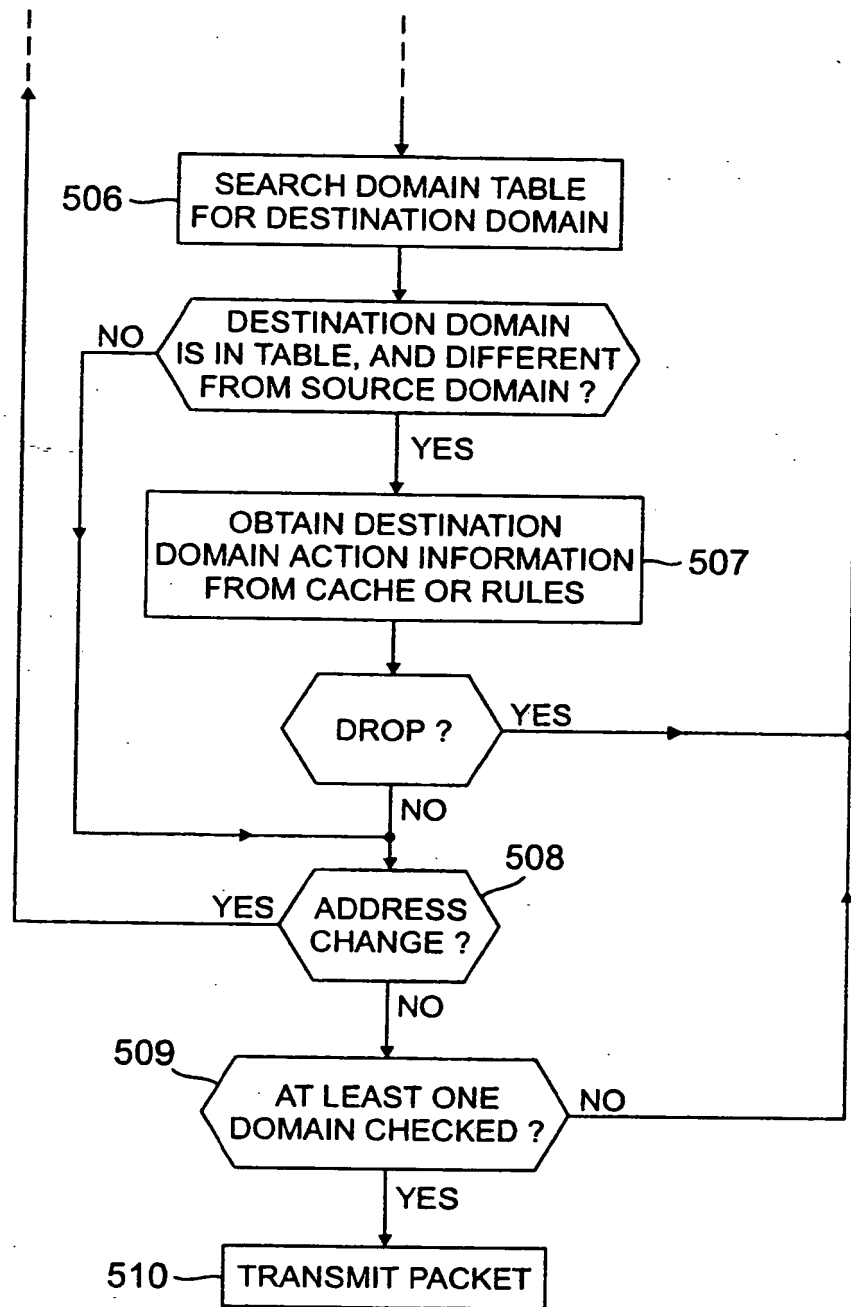 506
SEARCH DOMAIN TABLE
FOR DESTINATION DOMAIN
NO
DESTINATION DOMAIN
IS IN TABLE, AND DIFFERENT
FROM SOURCE DOMAIN ?
YES
OBTAIN DESTINATION
DOMAIN ACTION INFORMATION
FROM CACHE OR RULES
507
DROP ?
YES
NO
508
YES
ADDRESS
CHANGE ?
NO
509
AT LEAST ONE
DOMAIN CHECKED ?
NO
YES
510
TRANSMIT PACKET